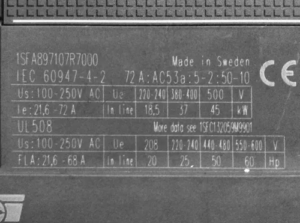 1SFA897107R7000 Made in Sweden
IEC 60947-4-2 72 A: AC53a: 5-2: 50-10 CE
Us: 100-250V AC Ue 220-240 380-400 500 V
Ie: 21,6 - 72 A In line 18,5 37 45 kW
UL508 More data see 1SFC132059M9901
Us: 100-250V AC Ue 208 220-240 440-480 550-600 V
FLA: 21,6 - 68 A In line 20 25 50 60 Hp